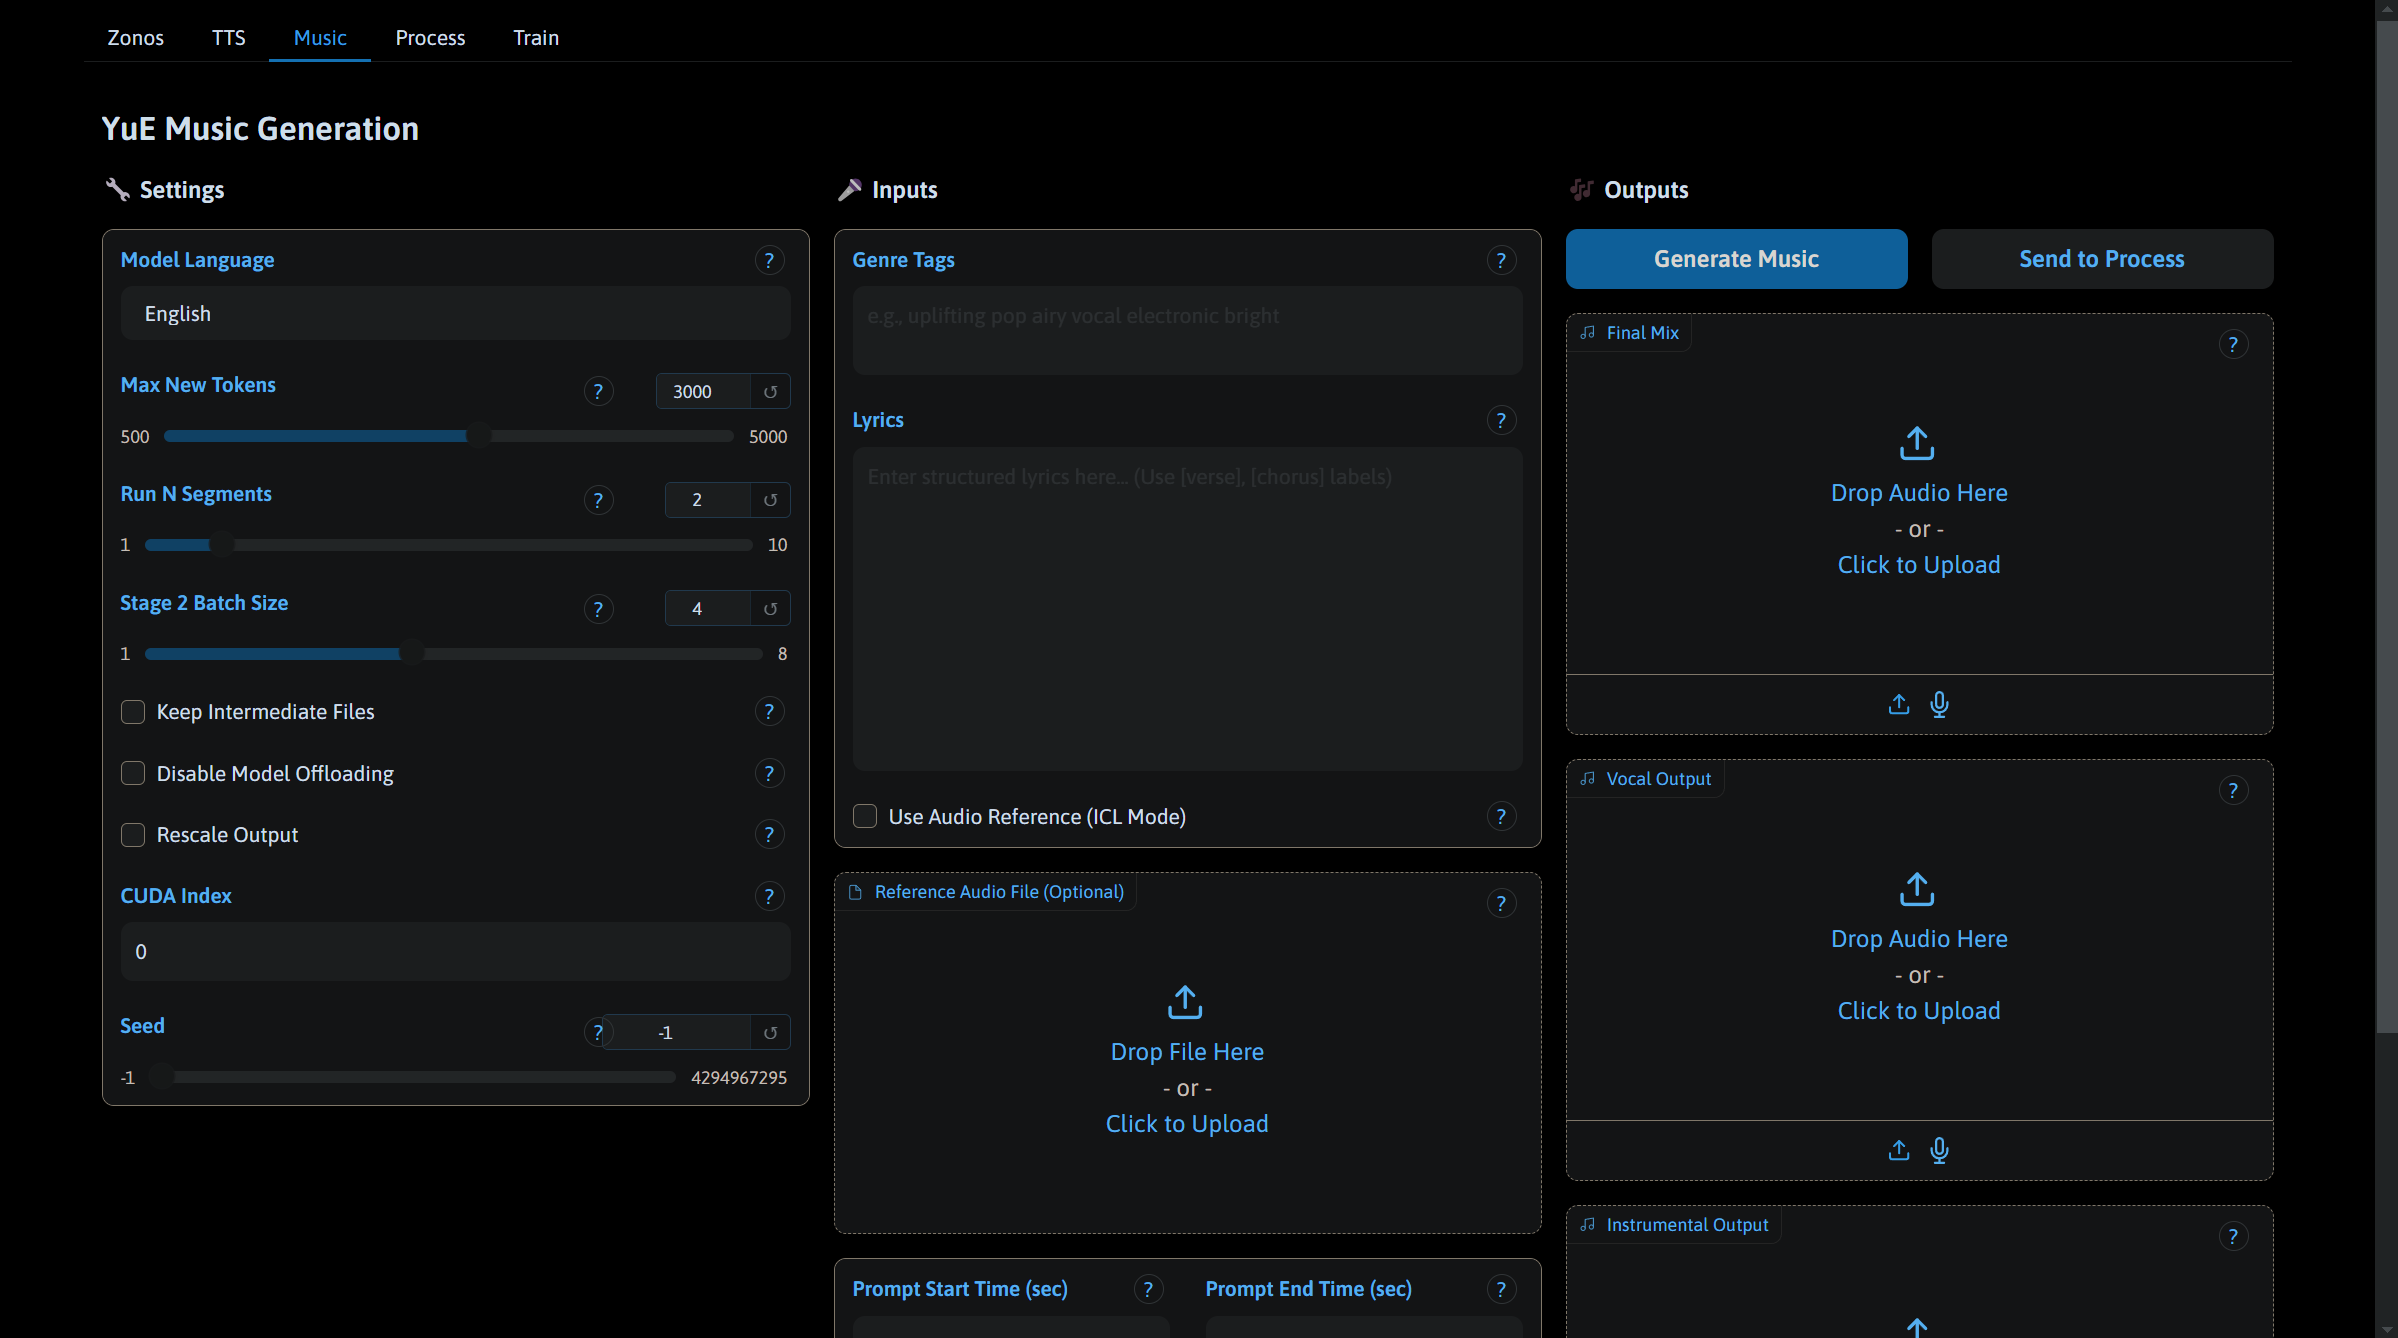 Zonos
TTS
Music
Process
Train
YuE Music Generation
Settings
Model Language
?
English
Max New Tokens
?
3000
500
5000
Run N Segments
?
2
1
10
Stage 2 Batch Size
?
4
1
8
Keep Intermediate Files
?
Disable Model Offloading
?
Rescale Output
?
CUDA Index
?
0
Seed
?
-1
-1
4294967295
Inputs
Genre Tags
?
e.g., uplifting pop airy vocal electronic bright
Lyrics
?
Enter structured lyrics here... (Use [verse], [chorus] labels)
Use Audio Reference (ICL Mode)
?
Reference Audio File (Optional)
?
Drop File Here
- or -
Click to Upload
Prompt Start Time (sec)
?
Prompt End Time (sec)
?
Outputs
Generate Music
Send to Process
Final Mix
?
Drop Audio Here
- or -
Click to Upload
Vocal Output
?
Drop Audio Here
- or -
Click to Upload
Instrumental Output
?